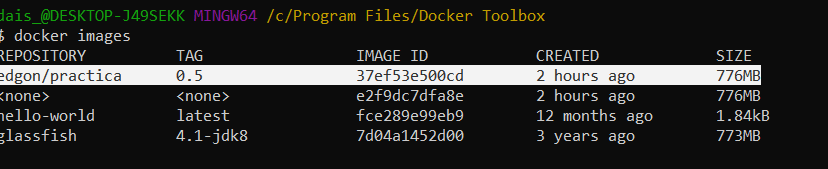 dais_@DESKTOP-J49SEKK MINGW64 /c/Program Files/Docker Toolbox
$ docker images
REPOSITORY TAG IMAGE ID CREATED SIZE
edgon/practica 0.5 37ef53e500cd 2 hours ago 776MB
<none> <none> e2f9dc7dfa8e 2 hours ago 776MB
hello-world latest fce289e99eb9 12 months ago 1.84kB
glassfish 4.1-jdk8 7d04a1452d00 3 years ago 773MB